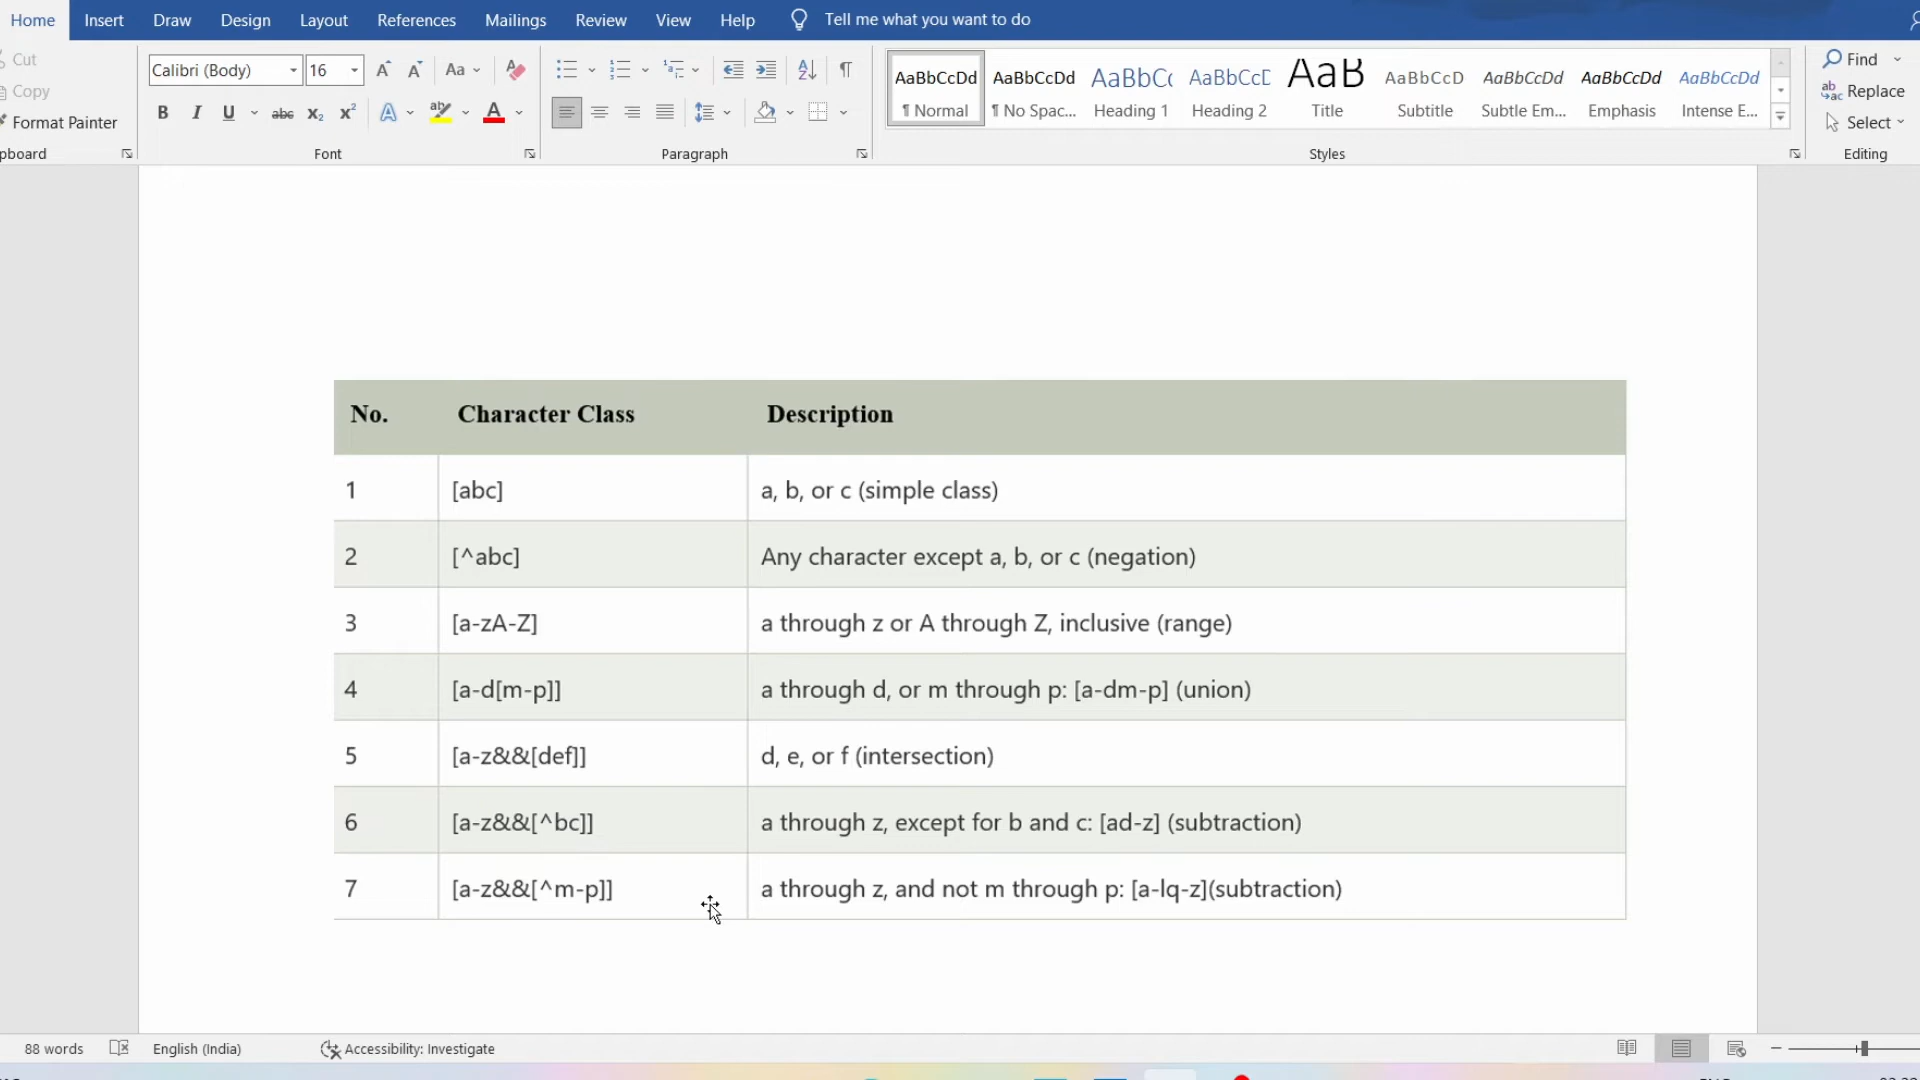 Home Insert Draw Design Layout References Mailings Review View Help Tell me what you want to do
Cut
Copy
Format Painter
Calibri (Body) 16 Aa
B I U abc x₂ x² A ab A
AaBbCcDd AaBbCcDd AaBbCc AaBbCcD AaB AaBbCcD AaBbCcDd AaBbCcDd AaBbCcDd
¶ Normal ¶ No Spac... Heading 1 Heading 2 Title Subtitle Subtle Em... Emphasis Intense E...
Find
Replace
Select
pboard Font Paragraph Styles Editing
No. Character Class Description
1 [abc] a, b, or c (simple class)
2 [^abc] Any character except a, b, or c (negation)
3 [a-zA-Z] a through z or A through Z, inclusive (range)
4 [a-d[m-p]] a through d, or m through p: [a-dm-p] (union)
5 [a-z&&[def]] d, e, or f (intersection)
6 [a-z&&[^bc]] a through z, except for b and c: [ad-z] (subtraction)
7 [a-z&&[^m-p]] a through z, and not m through p: [a-lq-z](subtraction)
88 words English (India) Accessibility: Investigate